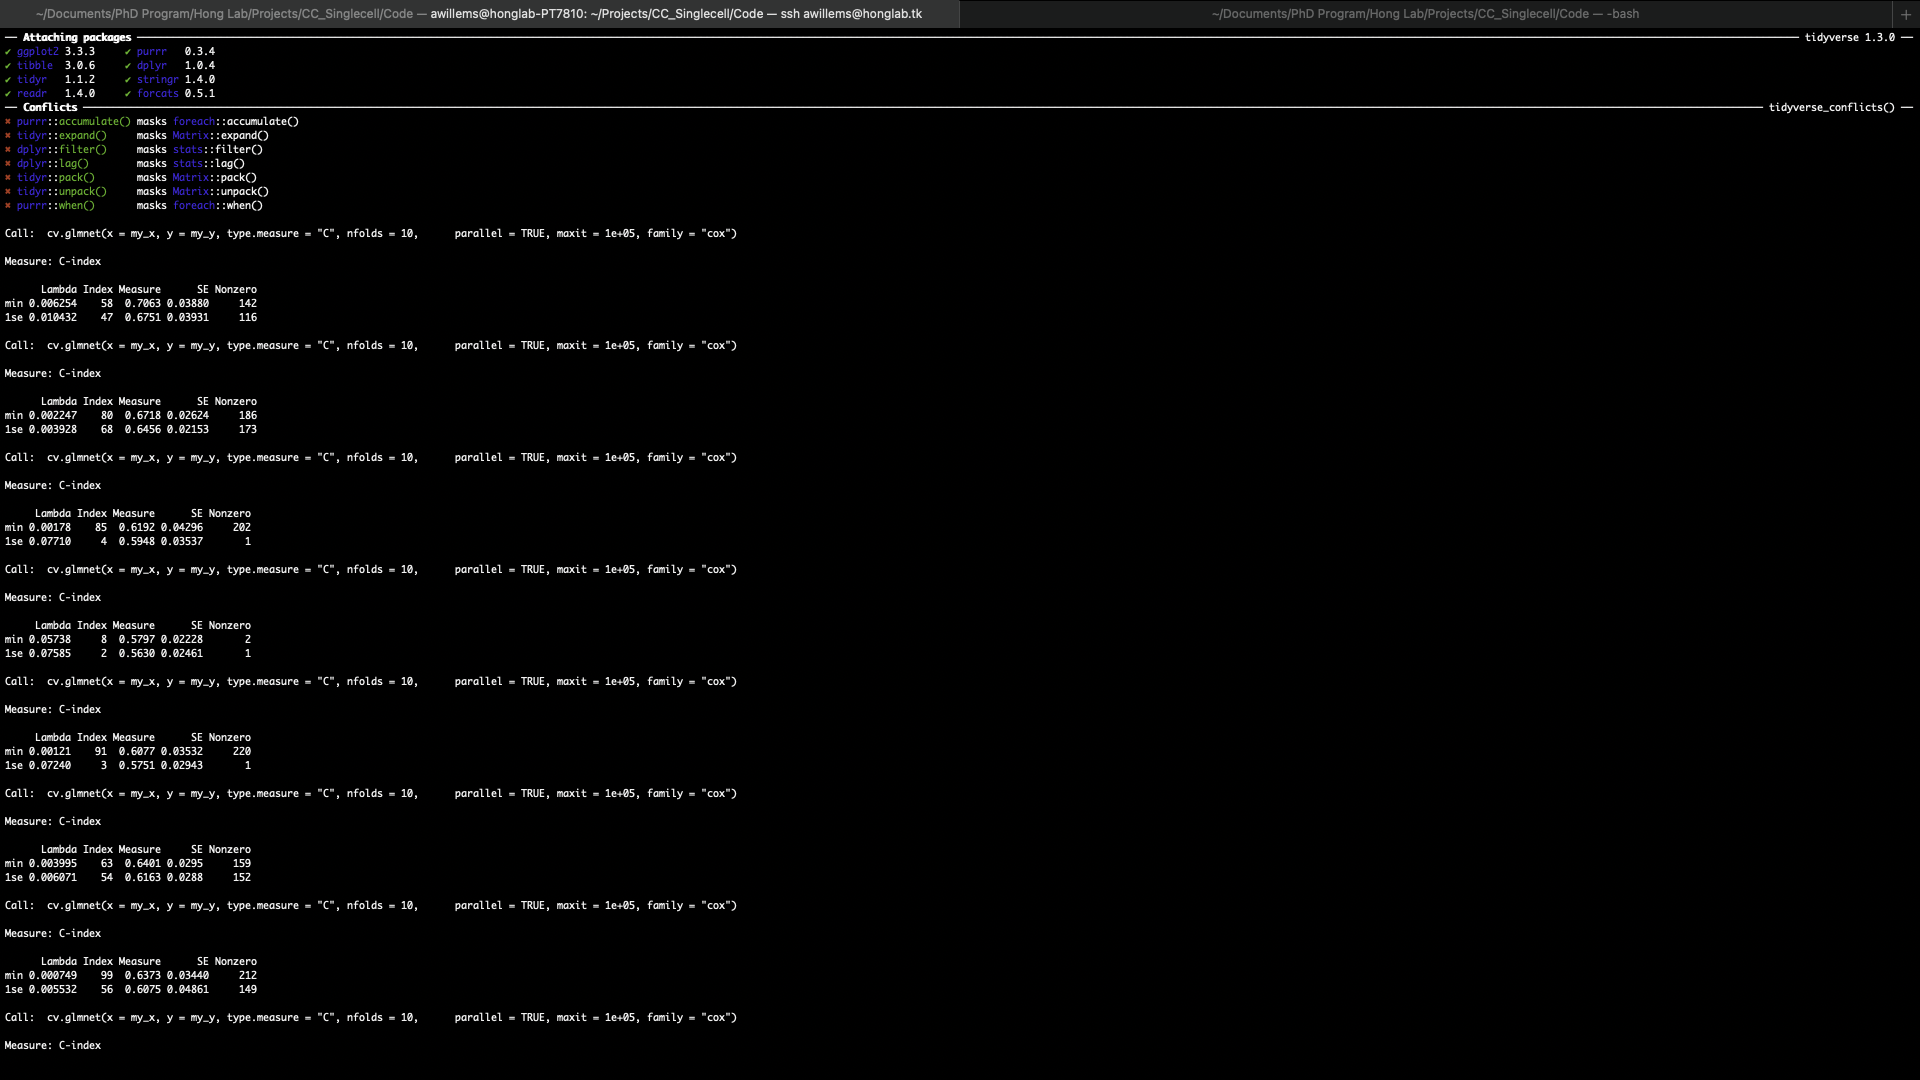 ~/Documents/PhD Program/Hong Lab/Projects/CC_Singlecell/Code — awillems@honglab-PT7810: ~/Projects/CC_Singlecell/Code — ssh awillems@honglab.tk ~/Documents/PhD Program/Hong Lab/Projects/CC_Singlecell/Code — -bash +
── Attaching packages ── tidyverse 1.3.0 ──
✔ ggplot2 3.3.3     ✔ purrr   0.3.4
✔ tibble  3.0.6     ✔ dplyr   1.0.4
✔ tidyr   1.1.2     ✔ stringr 1.4.0
✔ readr   1.4.0     ✔ forcats 0.5.1
── Conflicts ── tidyverse_conflicts() ──
✖ purrr::accumulate() masks foreach::accumulate()
✖ tidyr::expand()     masks Matrix::expand()
✖ dplyr::filter()     masks stats::filter()
✖ dplyr::lag()        masks stats::lag()
✖ tidyr::pack()       masks Matrix::pack()
✖ tidyr::unpack()     masks Matrix::unpack()
✖ purrr::when()       masks foreach::when()
Call:  cv.glmnet(x = my_x, y = my_y, type.measure = "C", nfolds = 10,      parallel = TRUE, maxit = 1e+05, family = "cox")
Measure: C-index
Lambda Index Measure      SE Nonzero
min 0.006254    58  0.7063 0.03880     142
1se 0.010432    47  0.6751 0.03931     116
Call:  cv.glmnet(x = my_x, y = my_y, type.measure = "C", nfolds = 10,      parallel = TRUE, maxit = 1e+05, family = "cox")
Measure: C-index
Lambda Index Measure      SE Nonzero
min 0.002247    80  0.6718 0.02624     186
1se 0.003928    68  0.6456 0.02153     173
Call:  cv.glmnet(x = my_x, y = my_y, type.measure = "C", nfolds = 10,      parallel = TRUE, maxit = 1e+05, family = "cox")
Measure: C-index
Lambda Index Measure      SE Nonzero
min 0.00178    85  0.6192 0.04296     202
1se 0.07710     4  0.5948 0.03537       1
Call:  cv.glmnet(x = my_x, y = my_y, type.measure = "C", nfolds = 10,      parallel = TRUE, maxit = 1e+05, family = "cox")
Measure: C-index
Lambda Index Measure      SE Nonzero
min 0.05738     8  0.5797 0.02228       2
1se 0.07585     2  0.5630 0.02461       1
Call:  cv.glmnet(x = my_x, y = my_y, type.measure = "C", nfolds = 10,      parallel = TRUE, maxit = 1e+05, family = "cox")
Measure: C-index
Lambda Index Measure      SE Nonzero
min 0.00121    91  0.6077 0.03532     220
1se 0.07240     3  0.5751 0.02943       1
Call:  cv.glmnet(x = my_x, y = my_y, type.measure = "C", nfolds = 10,      parallel = TRUE, maxit = 1e+05, family = "cox")
Measure: C-index
Lambda Index Measure     SE Nonzero
min 0.003995    63  0.6401 0.0295     159
1se 0.006071    54  0.6163 0.0288     152
Call:  cv.glmnet(x = my_x, y = my_y, type.measure = "C", nfolds = 10,      parallel = TRUE, maxit = 1e+05, family = "cox")
Measure: C-index
Lambda Index Measure      SE Nonzero
min 0.000749    99  0.6373 0.03440     212
1se 0.005532    56  0.6075 0.04861     149
Call:  cv.glmnet(x = my_x, y = my_y, type.measure = "C", nfolds = 10,      parallel = TRUE, maxit = 1e+05, family = "cox")
Measure: C-index